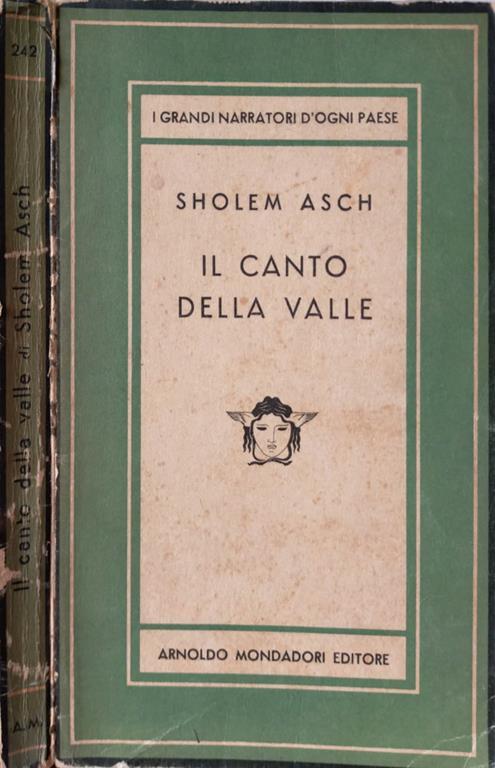 242
Il canto della valle di Sholem Asch
A. M.
I GRANDI NARRATORI D'OGNI PAESE
SHOLEM ASCH
IL CANTO
DELLA VALLE
ARNOLDO MONDADORI EDITORE